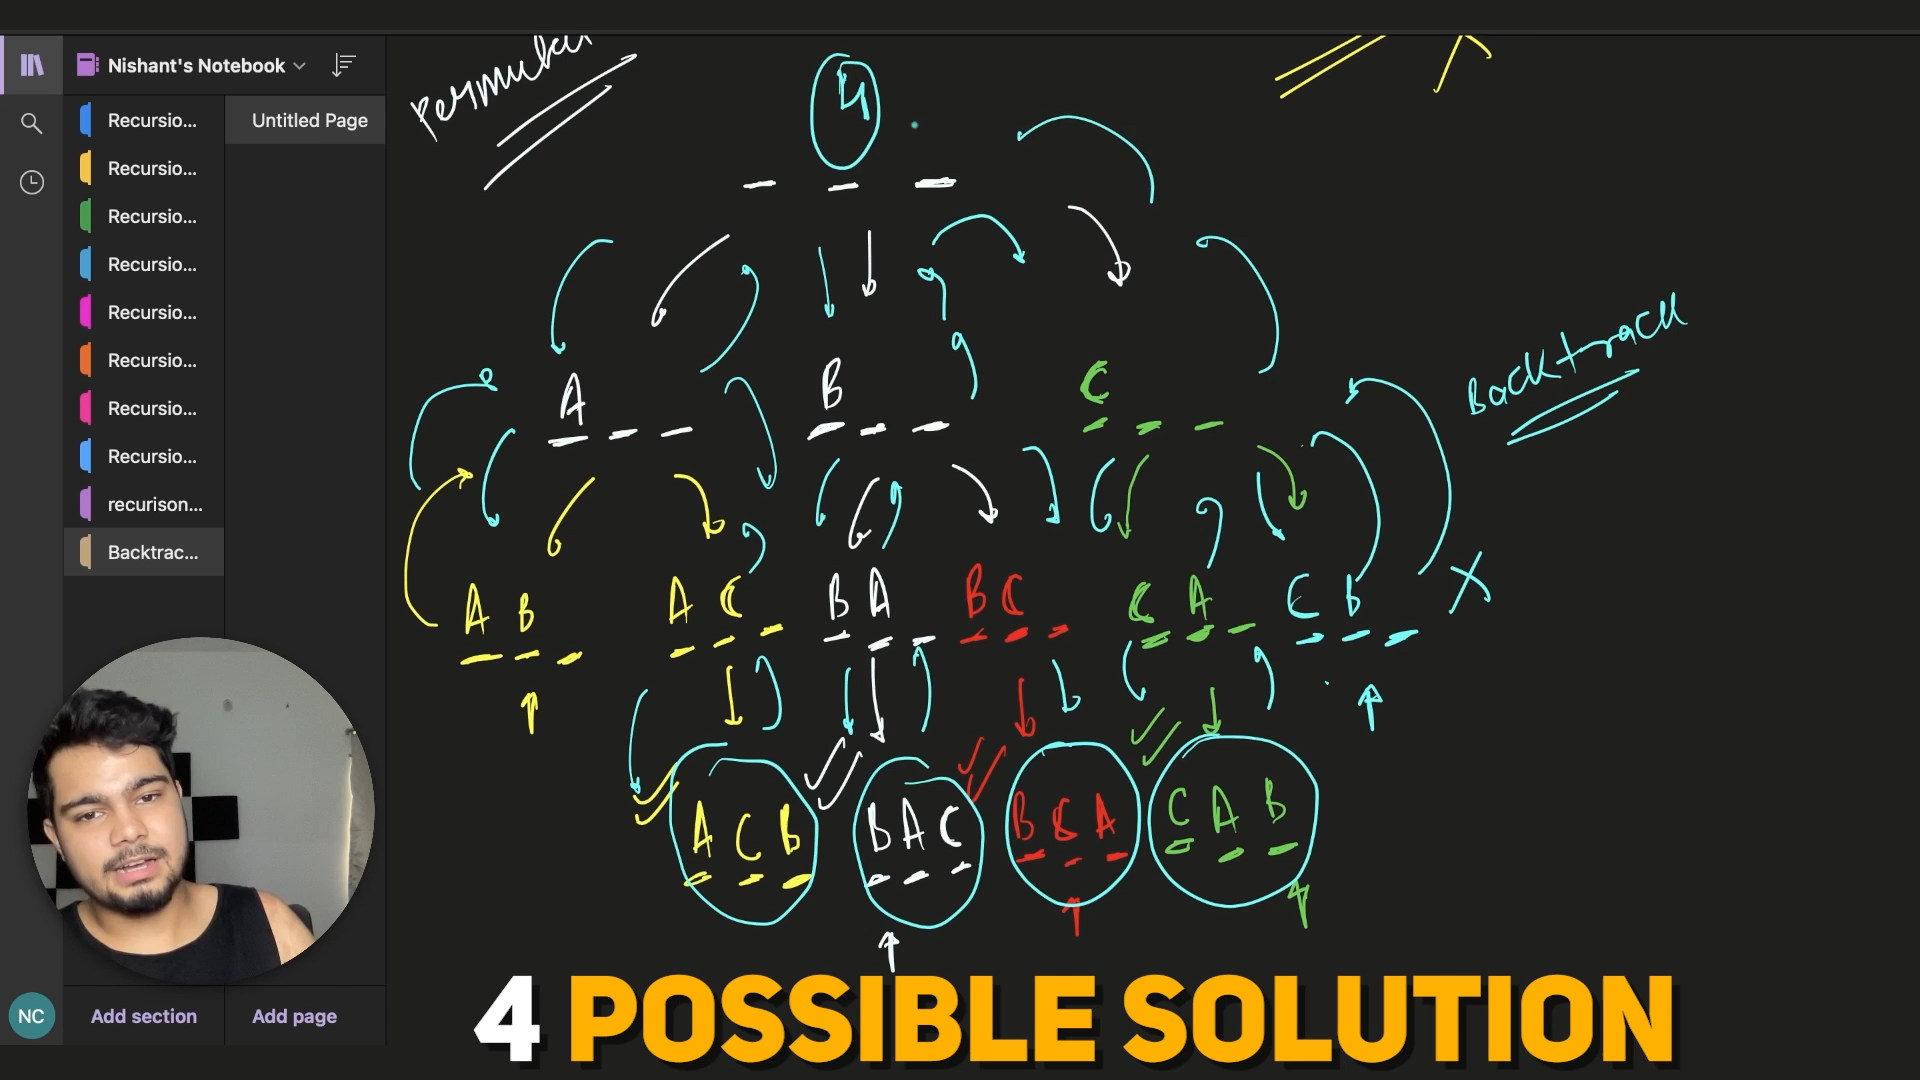 Nishant's Notebook
Recursio...
Recursio...
Recursio...
Recursio...
Recursio...
Recursio...
Recursio...
Recursio...
recurison...
Backtrac...
Untitled Page
NC
Add section
Add page
4
A
B
C
Backtrack
A B
A C
B A
B C
C A
C B
X
A C B
B A C
B C A
C A B
4 POSSIBLE SOLUTION